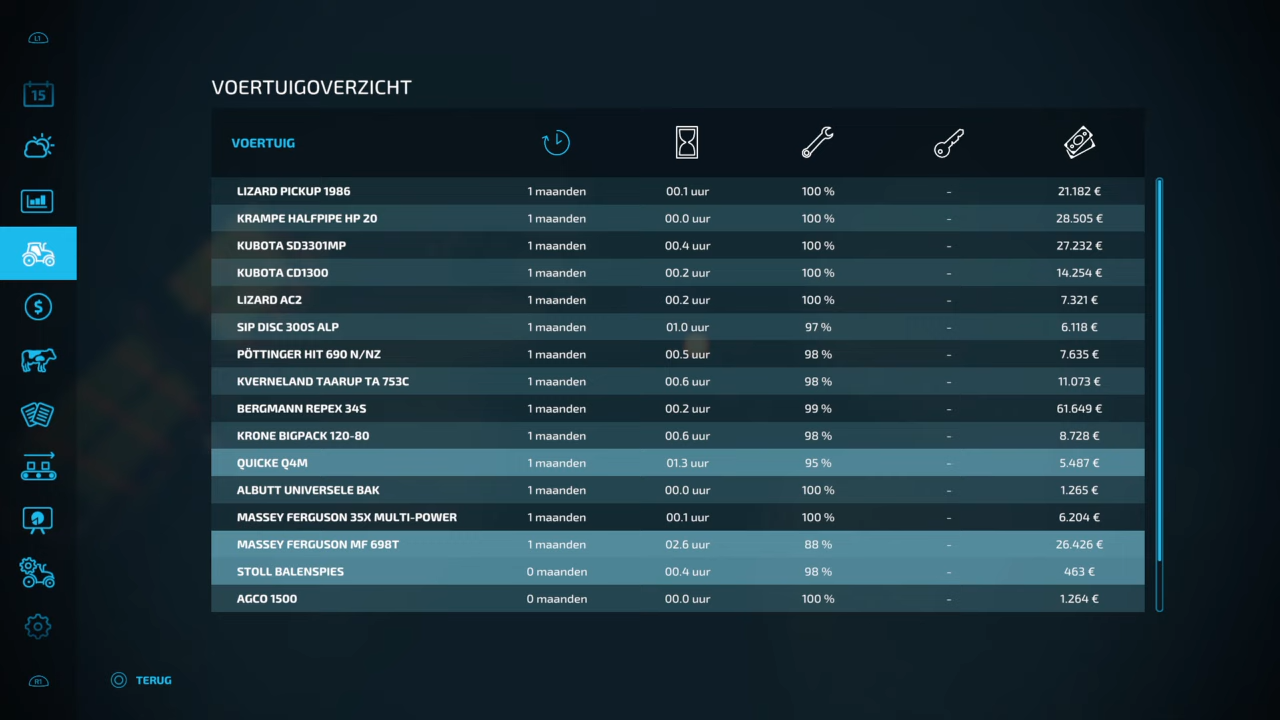 L1
15
VOERTUIGOVERZICHT
VOERTUIG
LIZARD PICKUP 1986 1 maanden 00.1 uur 100 % - 21.182 €
KRAMPE HALFPIPE HP 20 1 maanden 00.0 uur 100 % - 28.505 €
KUBOTA SD3301MP 1 maanden 00.4 uur 100 % - 27.232 €
KUBOTA CD1300 1 maanden 00.2 uur 100 % - 14.254 €
LIZARD AC2 1 maanden 00.2 uur 100 % - 7.321 €
SIP DISC 300S ALP 1 maanden 01.0 uur 97 % - 6.118 €
PÖTTINGER HIT 690 N/NZ 1 maanden 00.5 uur 98 % - 7.635 €
KVERNELAND TAARUP TA 753C 1 maanden 00.6 uur 98 % - 11.073 €
BERGMANN REPEX 34S 1 maanden 00.2 uur 99 % - 61.649 €
KRONE BIGPACK 120-80 1 maanden 00.6 uur 98 % - 8.728 €
QUICKE Q4M 1 maanden 01.3 uur 95 % - 5.487 €
ALBUTT UNIVERSELE BAK 1 maanden 00.0 uur 100 % - 1.265 €
MASSEY FERGUSON 35X MULTI-POWER 1 maanden 00.1 uur 100 % - 6.204 €
MASSEY FERGUSON MF 698T 1 maanden 02.6 uur 88 % - 26.426 €
STOLL BALENSPIES 0 maanden 00.4 uur 98 % - 463 €
AGCO 1500 0 maanden 00.0 uur 100 % - 1.264 €
R1
TERUG